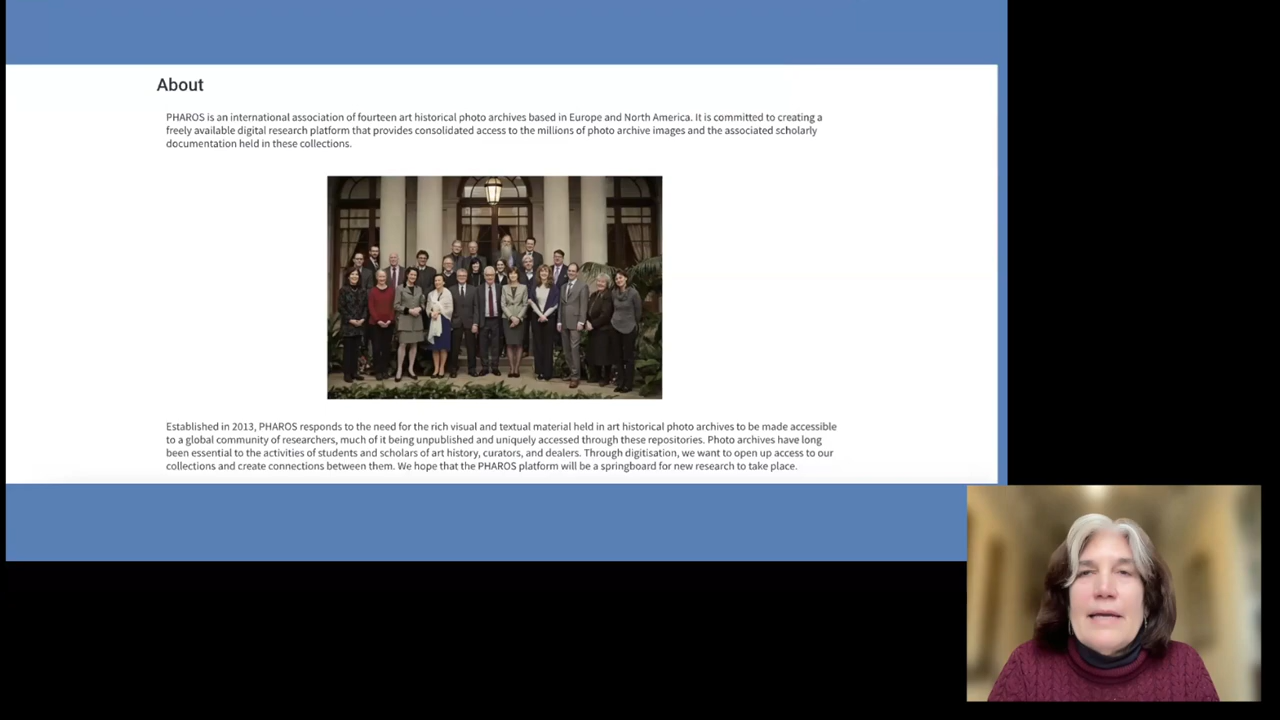 About
PHAROS is an international association of fourteen art historical photo archives based in Europe and North America. It is committed to creating a
freely available digital research platform that provides consolidated access to the millions of photo archive images and the associated scholarly
documentation held in these collections.
Established in 2013, PHAROS responds to the need for the rich visual and textual material held in art historical photo archives to be made accessible
to a global community of researchers, much of it being unpublished and uniquely accessed through these repositories. Photo archives have long
been essential to the activities of students and scholars of art history, curators, and dealers. Through digitisation, we want to open up access to our
collections and create connections between them. We hope that the PHAROS platform will be a springboard for new research to take place.